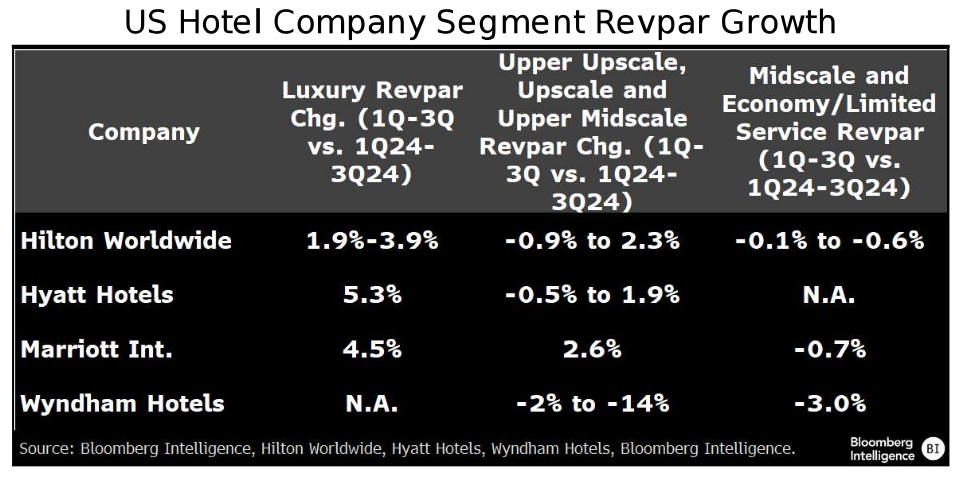 US Hotel Company Segment Revpar Growth
Company
Luxury Revpar
Chg. (1Q-3Q
vs. 1Q24-
3Q24)
Upper Upscale,
Upscale and
Upper Midscale
Revpar Chg. (1Q-
3Q vs. 1Q24-
3Q24)
Midscale and
Economy/Limited
Service Revpar
(1Q-3Q vs.
1Q24-3Q24)
Hilton Worldwide 1.9%-3.9% -0.9% to 2.3% -0.1% to -0.6%
Hyatt Hotels 5.3% -0.5% to 1.9% N.A.
Marriott Int. 4.5% 2.6% -0.7%
Wyndham Hotels N.A. -2% to -14% -3.0%
Source: Bloomberg Intelligence, Hilton Worldwide, Hyatt Hotels, Wyndham Hotels, Bloomberg Intelligence.
Bloomberg
Intelligence BI